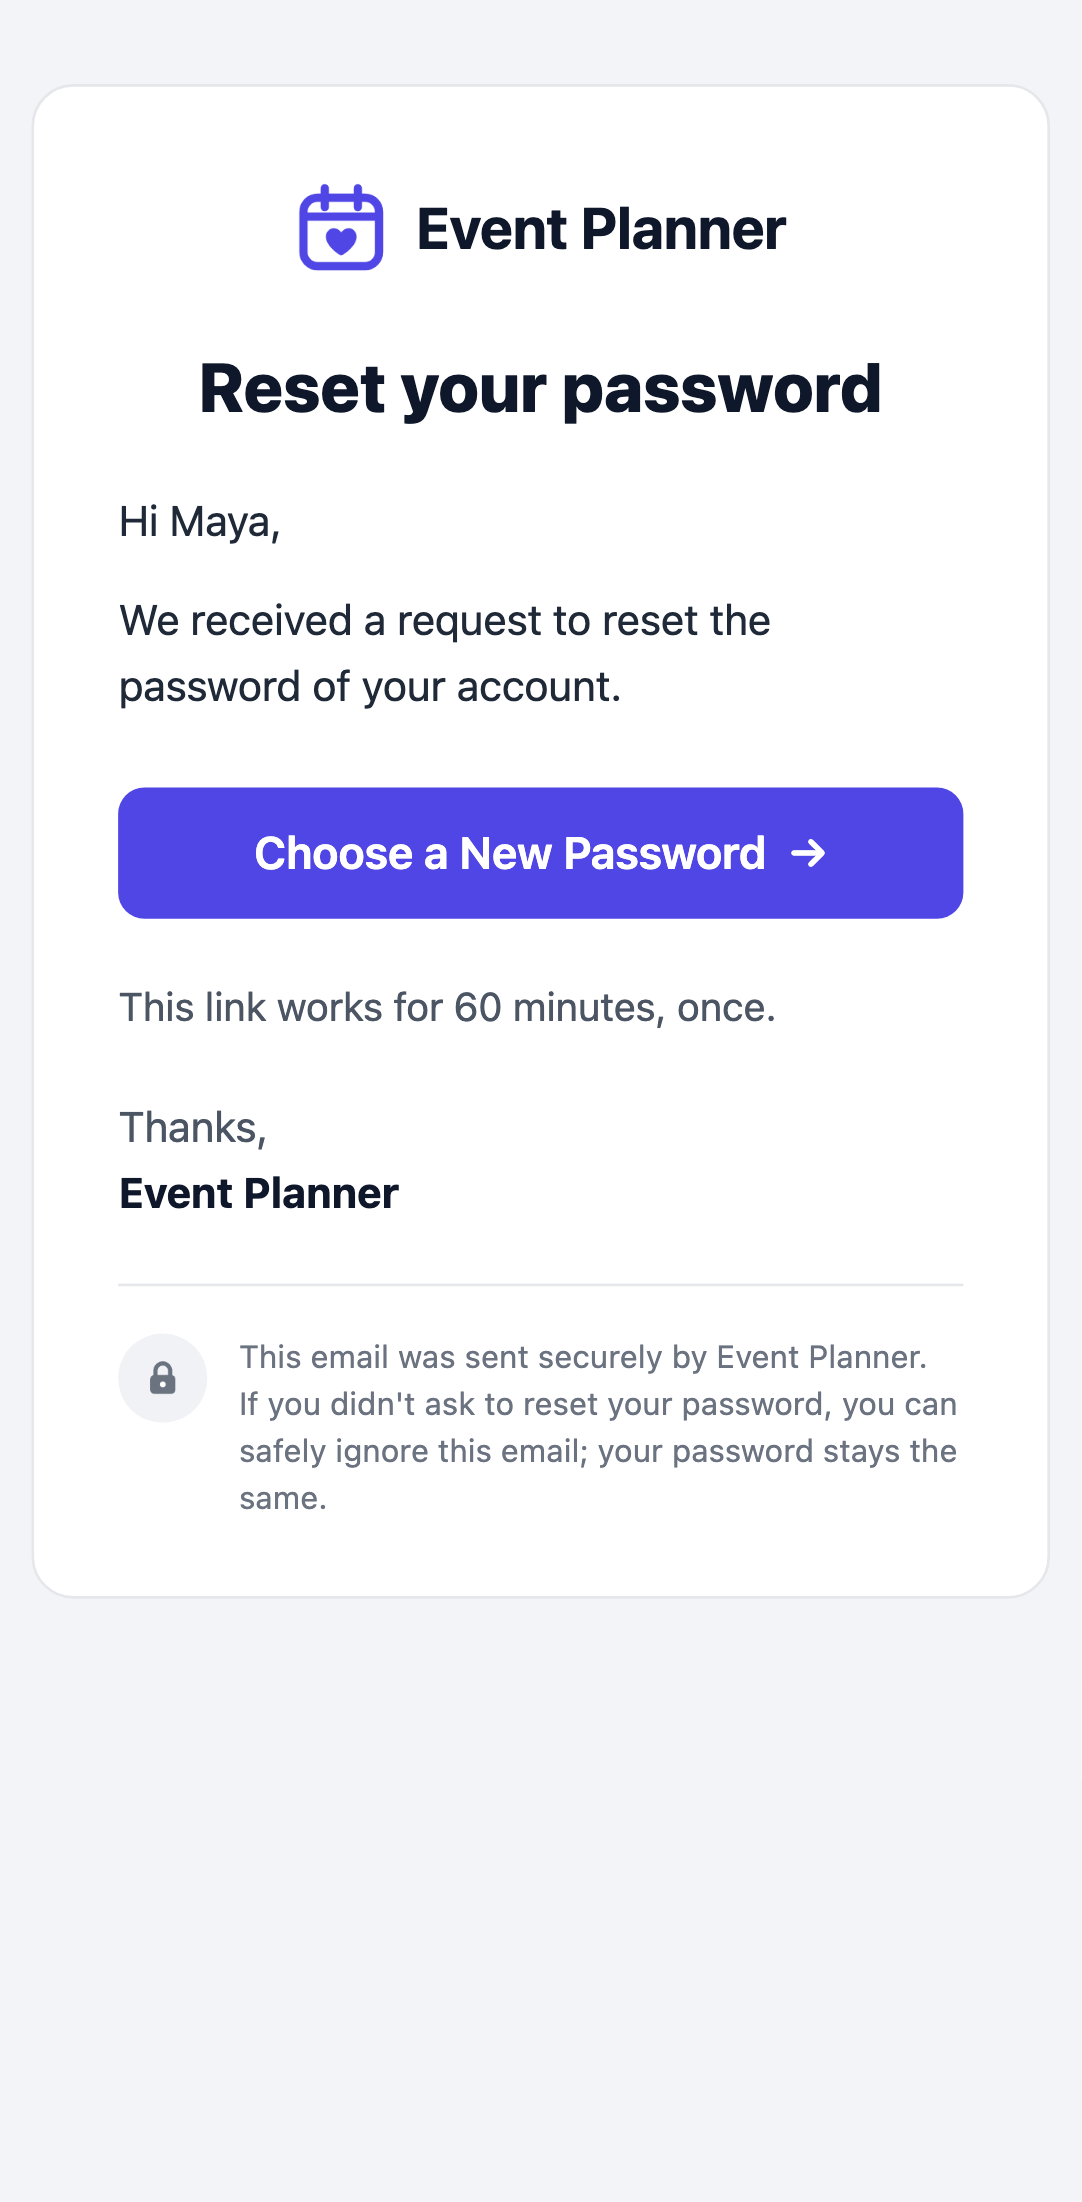 Event Planner
Reset your password
Hi Maya,
We received a request to reset the
password of your account.
Choose a New Password →
This link works for 60 minutes, once.
Thanks,
Event Planner
This email was sent securely by Event Planner.
If you didn't ask to reset your password, you can
safely ignore this email; your password stays the
same.